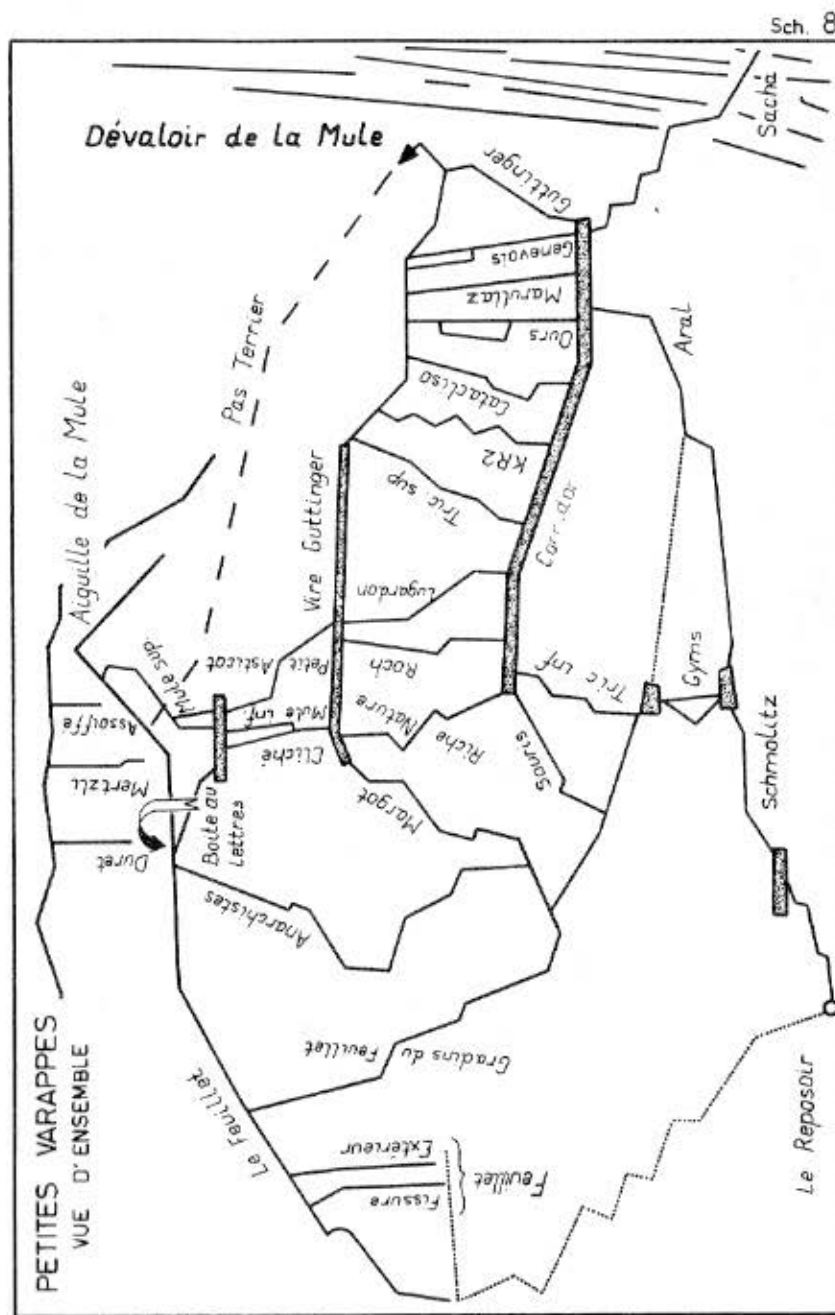 Sch. 8
PETITES VARAPPES
VUE D'ENSEMBLE
Dévaloir de la Mule
Aiguille de la Mule
Pas Terrier
Sacha
Guttinger
Genevois
Marullaz
Ours
Catacliso
KR2
Tric. sup
Corridor
Aral
Vire Guttinger
Lugardon
Roch
Petit Asticot
Mule sup.
Mule inf
Cliché
Nature
Riche
Souris
Tric inf
Gyms
Schmolitz
Margot
Assouffe
Mertzli
Duret
Boite au
lettres
Anarchistes
Gradins du Feuillet
Le Feuillet
Extérieur
Fissure
Feuillet
Le Reposoir